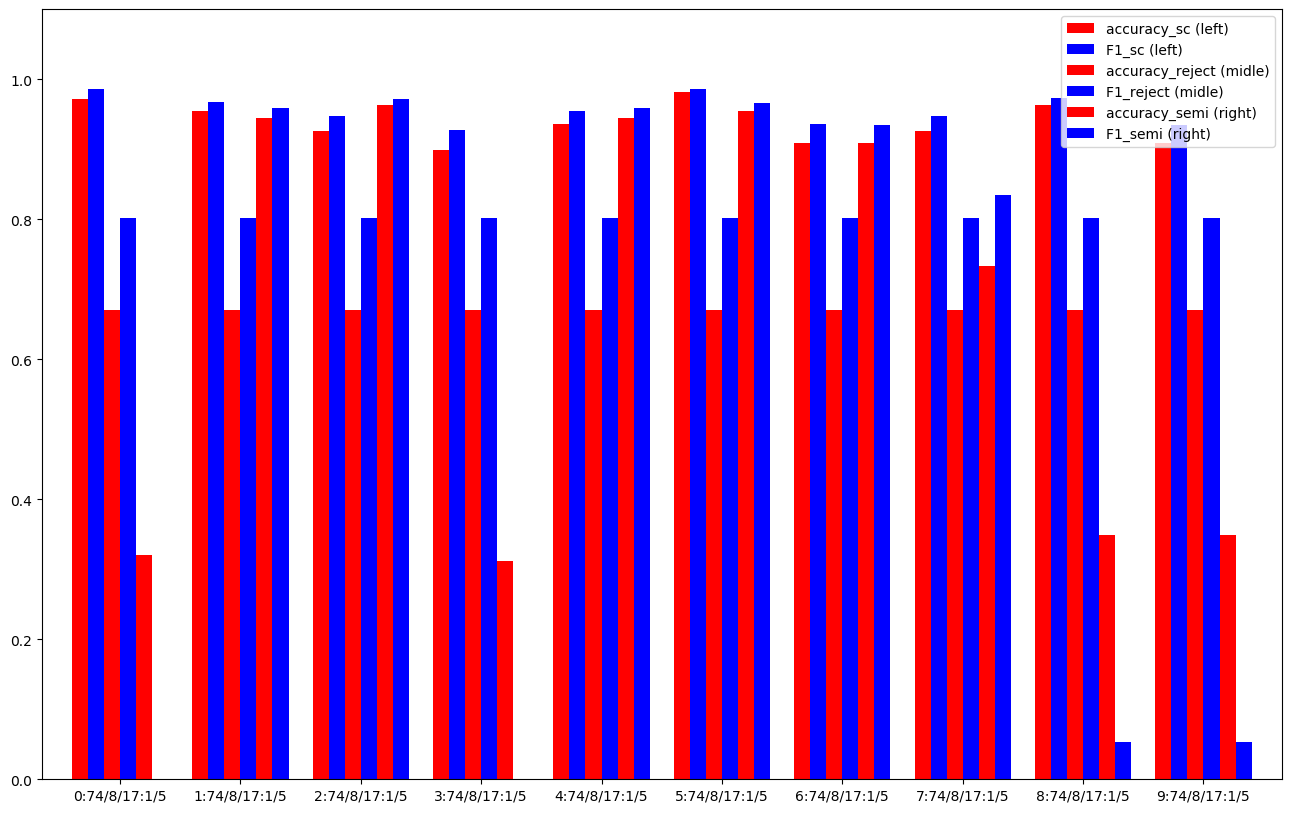 accuracy_sc (left)
F1_sc (left)
accuracy_reject (midle)
F1_reject (midle)
accuracy_semi (right)
F1_semi (right)
1.0
0.8
0.6
0.4
0.2
0.0
0:74/8/17:1/5 1:74/8/17:1/5 2:74/8/17:1/5 3:74/8/17:1/5 4:74/8/17:1/5 5:74/8/17:1/5 6:74/8/17:1/5 7:74/8/17:1/5 8:74/8/17:1/5 9:74/8/17:1/5